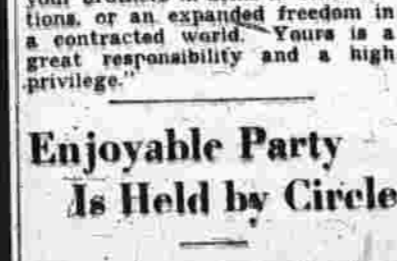 tions, or an expanded freedom in
a contracted world. Yours is a
great responsibility and a high
privilege."
Enjoyable Party
Is Held by Circle